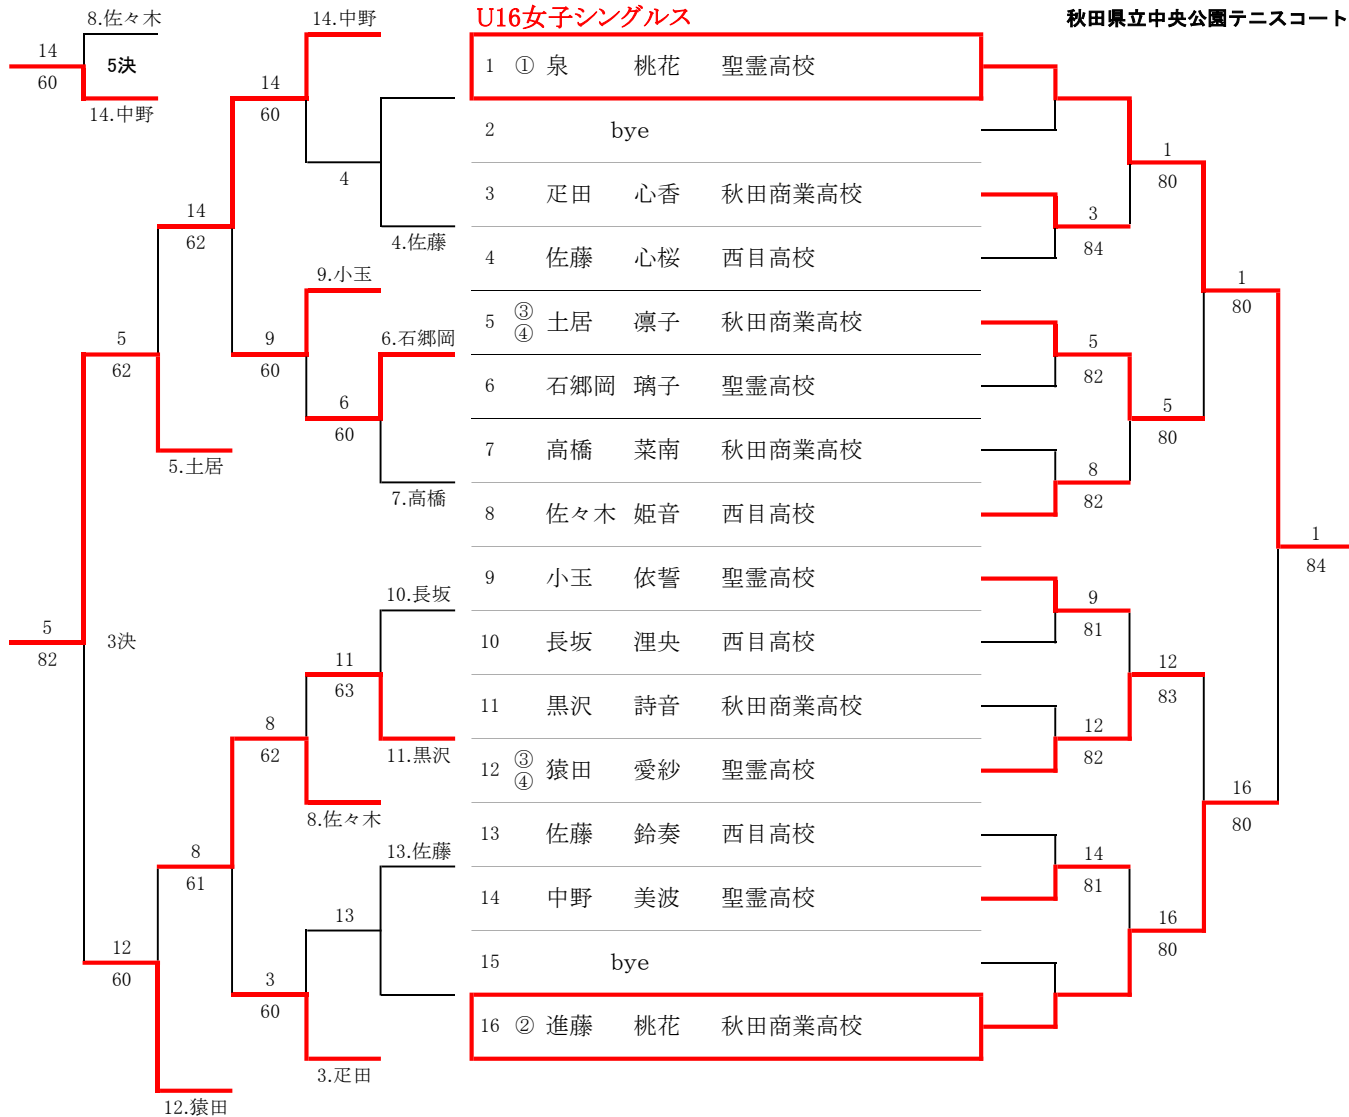 8.佐々木
14.中野
U16女子シングルス
秋田県立中央公園テニスコート
14
60
5決
14.中野
14
60
4
4.佐藤
14
62
9.小玉
9
60
6.石郷岡
6
60
7.高橋
5
62
5.土居
5
82
3決
10.長坂
11
63
11.黒沢
8
62
8.佐々木
8
61
13.佐藤
13
12
60
3
60
3.疋田
12.猿田
1 ① 泉 桃花 聖霊高校
2 bye
3 疋田 心香 秋田商業高校
4 佐藤 心桜 西目高校
5 ③④ 土居 凛子 秋田商業高校
6 石郷岡 璃子 聖霊高校
7 高橋 菜南 秋田商業高校
8 佐々木 姫音 西目高校
9 小玉 依誓 聖霊高校
10 長坂 浬央 西目高校
11 黒沢 詩音 秋田商業高校
12 ③④ 猿田 愛紗 聖霊高校
13 佐藤 鈴奏 西目高校
14 中野 美波 聖霊高校
15 bye
16 ② 進藤 桃花 秋田商業高校
1
80
3
84
1
80
5
82
5
80
8
82
1
84
9
81
12
83
12
82
16
80
14
81
16
80